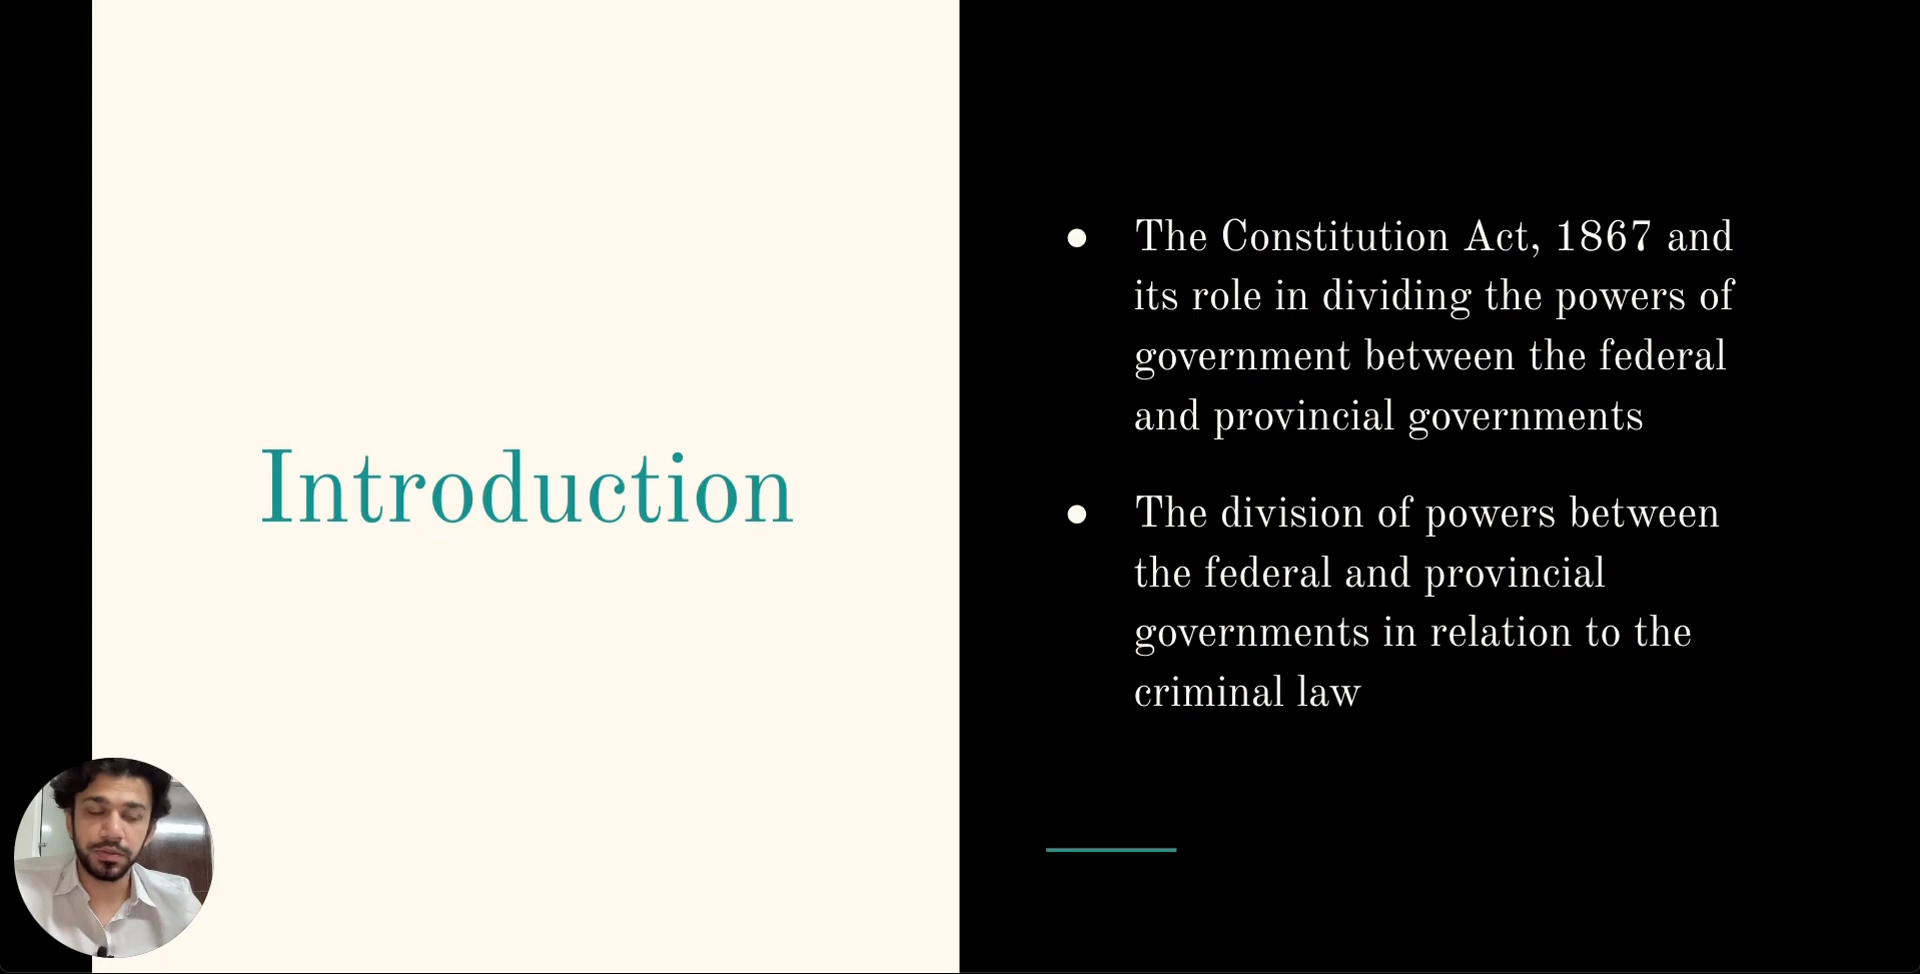 Introduction
● The Constitution Act, 1867 and
its role in dividing the powers of
government between the federal
and provincial governments
● The division of powers between
the federal and provincial
governments in relation to the
criminal law